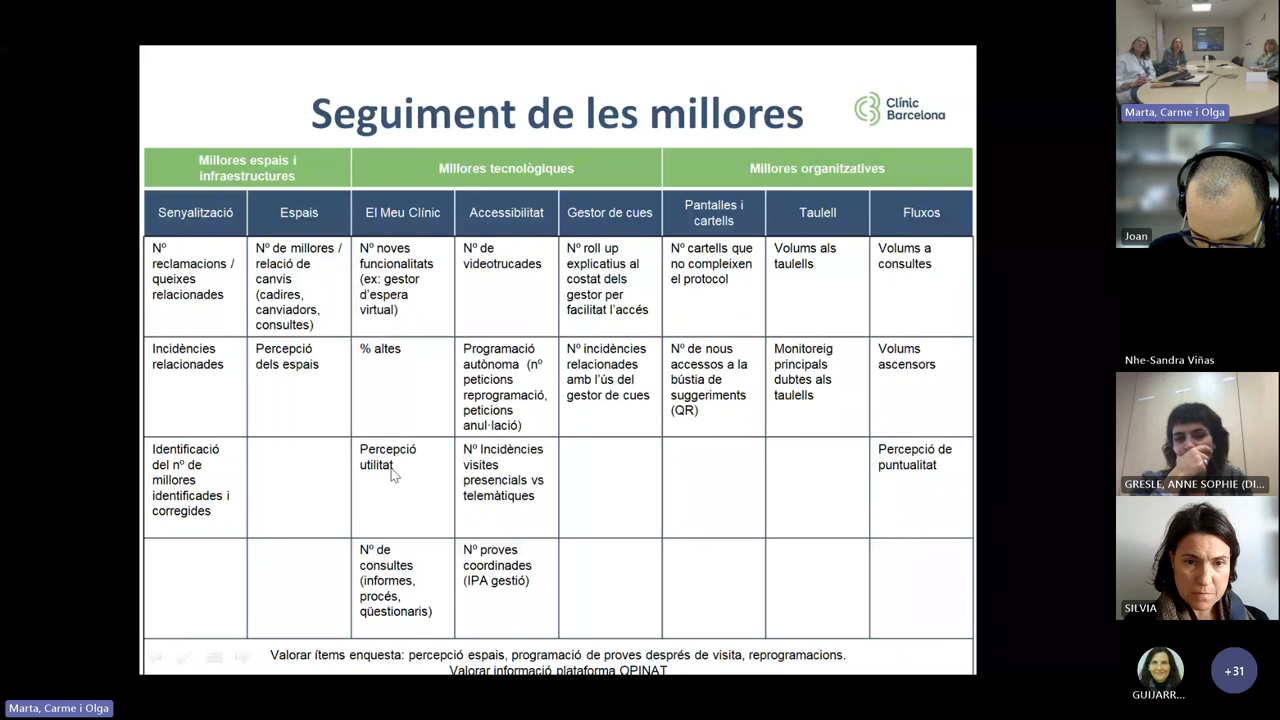 Seguiment de les millores
Clínic
Barcelona
Millores espais i
infraestructures
Millores tecnològiques
Millores organitzatives
Senyalització
Espais
El Meu Clínic
Accessibilitat
Gestor de cues
Pantalles i
cartells
Taulell
Fluxos
Nº
reclamacions /
queixes
relacionades
Nº de millores /
relació de
canvis
(cadires,
canviadors,
consultes)
Nº noves
funcionalitats
(ex: gestor
d'espera
virtual)
Nº de
videotrucades
Nº roll up
explicatius al
costat dels
gestor per
facilitat l'accés
Nº cartells que
no compleixen
el protocol
Volums als
taulells
Volums a
consultes
Incidències
relacionades
Percepció
dels espais
% altes
Programació
autònoma (nº
peticions
reprogramació,
peticions
anul·lació)
Nº incidències
relacionades
amb l'ús del
gestor de cues
Nº de nous
accessos a la
bústia de
suggeriments
(QR)
Monitoreig
principals
dubtes als
taulells
Volums
ascensors
Identificació
del nº de
millores
identificades i
corregides
Percepció
utilitat
Nº Incidències
visites
presencials vs
telemàtiques
Percepció de
puntualitat
Nº de
consultes
(informes,
procés,
qüestionaris)
Nº proves
coordinades
(IPA gestió)
Valorar ítems enquesta: percepció espais, programació de proves després de visita, reprogramacions.
Valorar informació plataforma OPINAT
Marta, Carme i Olga
Joan
Nhe-Sandra Viñas
GRESLE, ANNE SOPHIE (DI...
SILVIA
GUIJARR...
+31
Marta, Carme i Olga